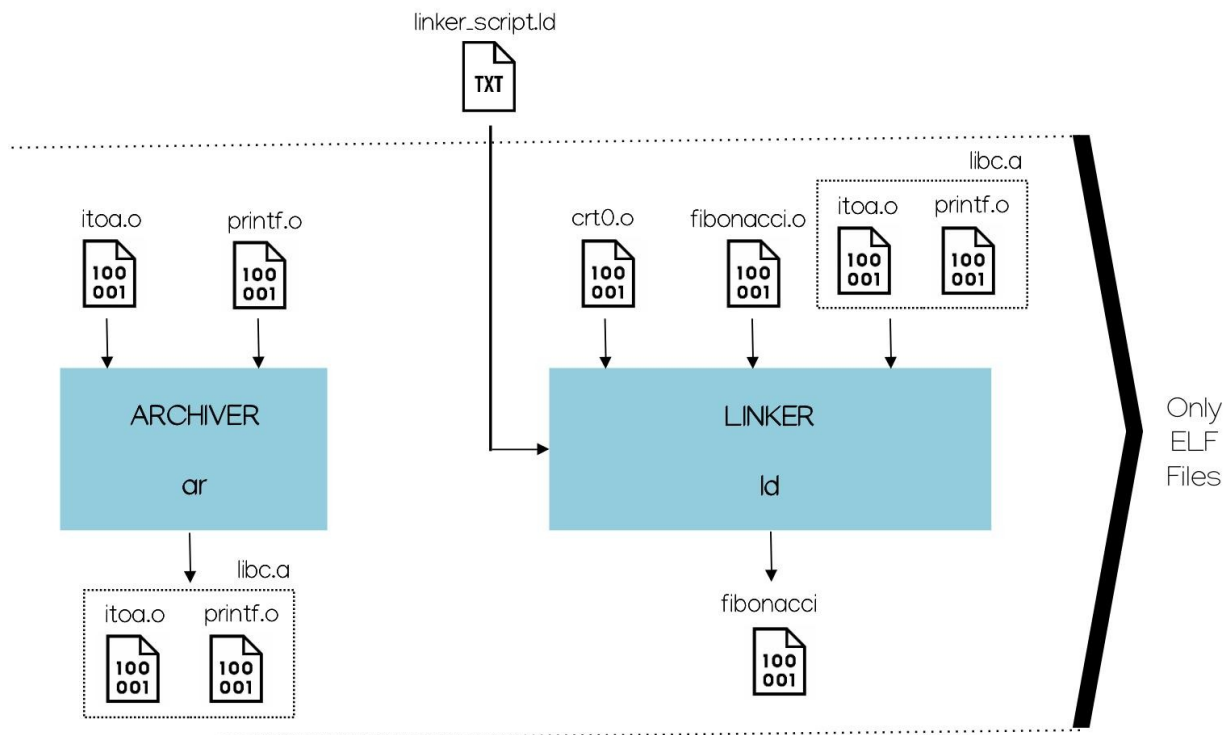 linker_script.ld
TXT
libc.a
itoa.o printf.o
crt0.o fibonacci.o
itoa.o printf.o
100
001
100
001
100
001
100
001
100
001
100
001
ARCHIVER
ar
LINKER
ld
Only
ELF
Files
libc.a
itoa.o printf.o
100
001
100
001
fibonacci
100
001